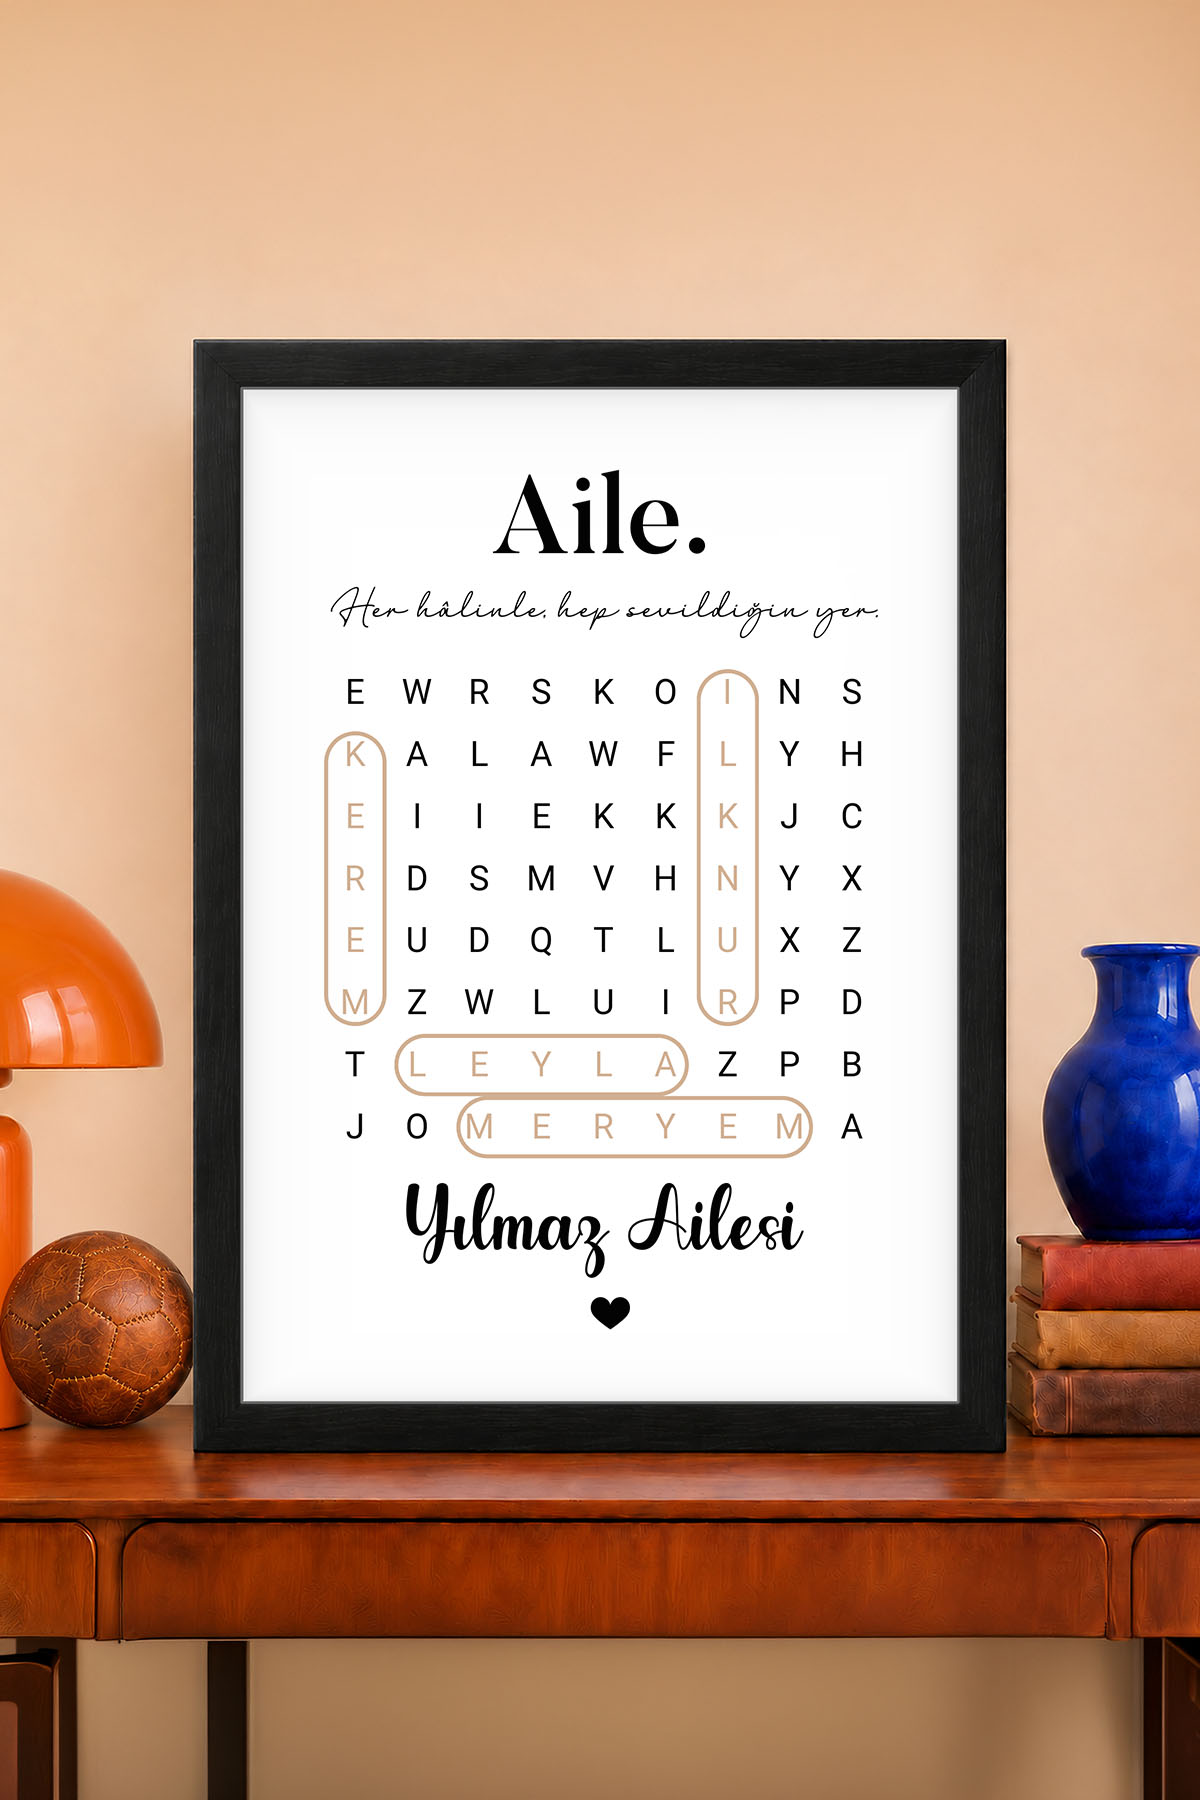 Aile.
Her hâlinle, hep sevildiğin yer.
E W R S K O I N S
K A L A W F L Y H
E I I E K K K J C
R D S M V H N Y X
E U D Q T L U X Z
M Z W L U I R P D
T L E Y L A Z P B
J O M E R Y E M A
Yılmaz Ailesi